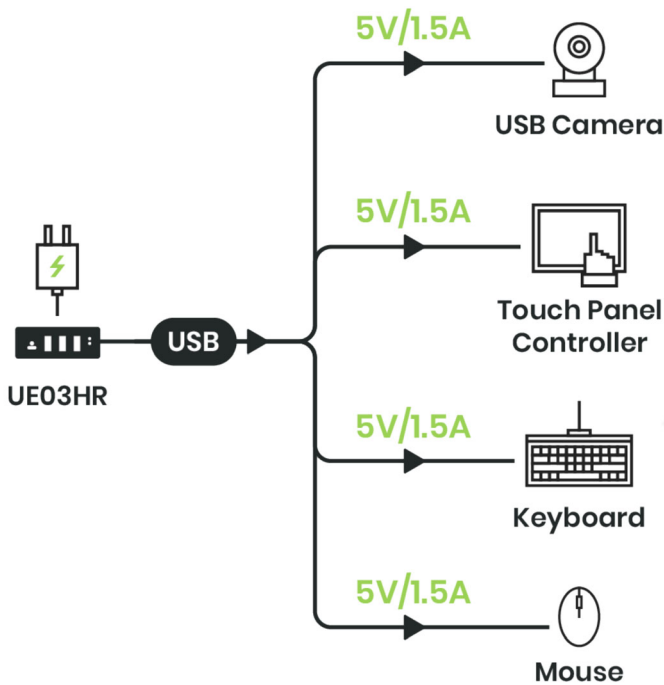 5V/1.5A
USB Camera
5V/1.5A
Touch Panel
Controller
USB
UE03HR
5V/1.5A
Keyboard
5V/1.5A
Mouse